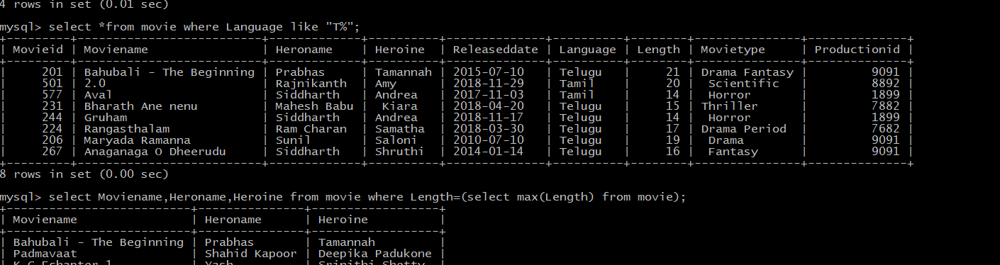 4 rows in set (0.01 sec)
mysql> select *from movie where Language like "T%";
+---------+--------------------------+-------------+----------+--------------+----------+--------+---------------+--------------+
| Movieid | Moviename                | Heroname    | Heroine  | Releaseddate | Language | Length | Movietype     | Productionid |
+---------+--------------------------+-------------+----------+--------------+----------+--------+---------------+--------------+
|     201 | Bahubali - The Beginning | Prabhas     | Tamannah | 2015-07-10   | Telugu   |     21 | Drama Fantasy |         9091 |
|     501 | 2.0                      | Rajnikanth  | Amy      | 2018-11-29   | Tamil    |     20 |  Scientific   |         8892 |
|     577 | Aval                     | Siddharth   | Andrea   | 2017-11-03   | Tamil    |     14 |  Horror       |         1899 |
|     231 | Bharath Ane nenu         | Mahesh Babu |  Kiara   | 2018-04-20   | Telugu   |     15 | Thriller      |         7882 |
|     244 | Gruham                   | Siddharth   | Andrea   | 2018-11-17   | Telugu   |     14 |  Horror       |         1899 |
|     224 | Rangasthalam             | Ram Charan  | Samatha  | 2018-03-30   | Telugu   |     17 | Drama Period  |         7682 |
|     206 | Maryada Ramanna          | Sunil       | Saloni   | 2010-07-10   | Telugu   |     19 |  Drama        |         9091 |
|     267 | Anaganaga O Dheerudu     | Siddharth   | Shruthi  | 2014-01-14   | Telugu   |     16 |  Fantasy      |         9091 |
+---------+--------------------------+-------------+----------+--------------+----------+--------+---------------+--------------+
8 rows in set (0.00 sec)
mysql> select Moviename,Heroname,Heroine from movie where Length=(select max(Length) from movie);
+--------------------------+--------------+-----------------+
| Moviename                | Heroname     | Heroine         |
+--------------------------+--------------+-----------------+
| Bahubali - The Beginning | Prabhas      | Tamannah        |
| Padmavaat                | Shahid Kapoor | Deepika Padukone |
| Yash |